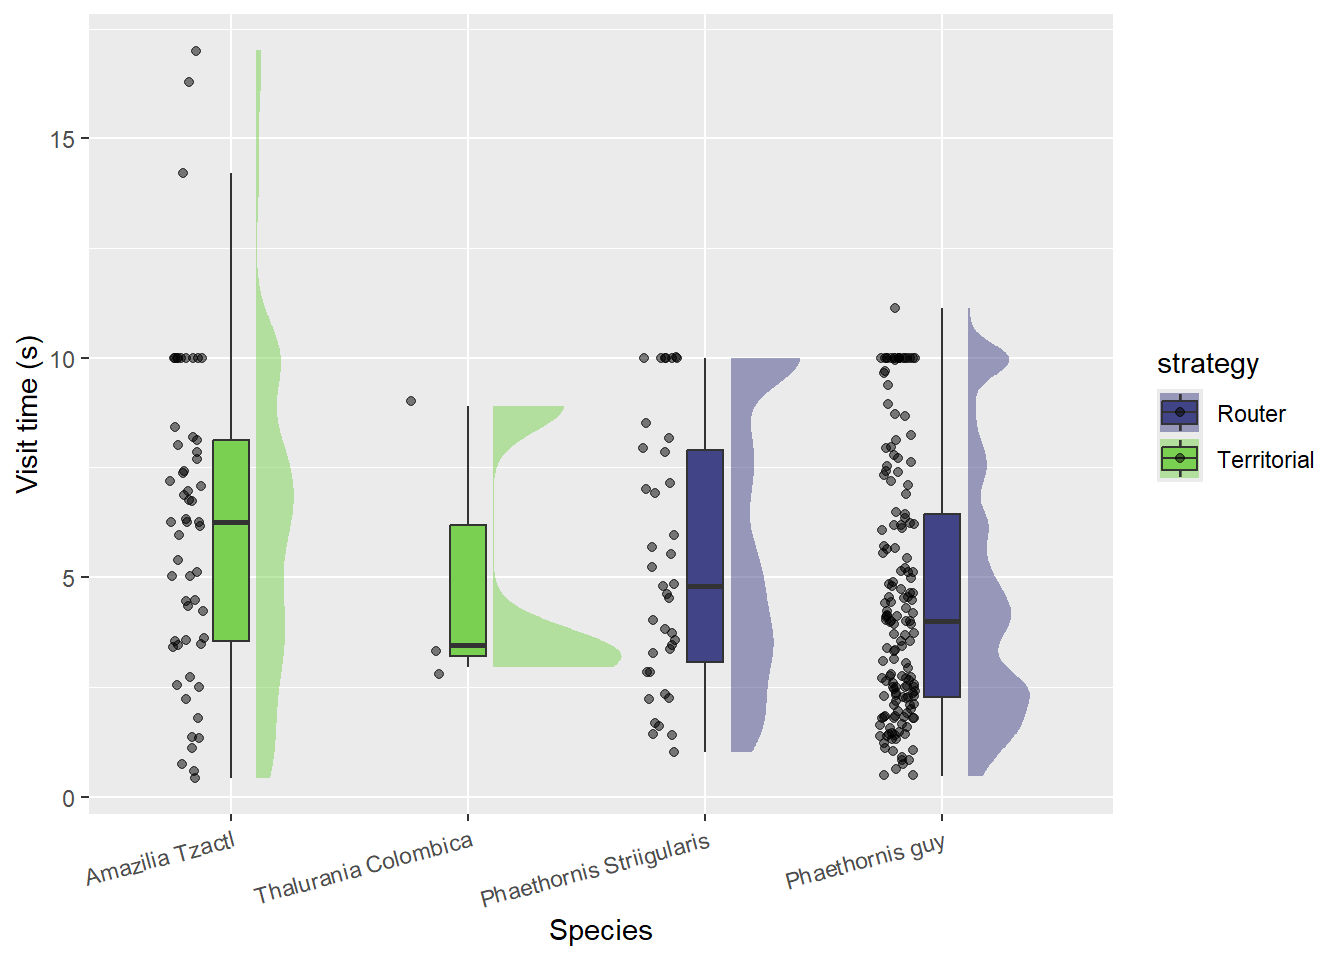 15
10
5
0
Visit time (s)
Amazilia Tzactl
Thalurania Colombica
Phaethornis Striigularis
Phaethornis guy
Species
strategy
Router
Territorial